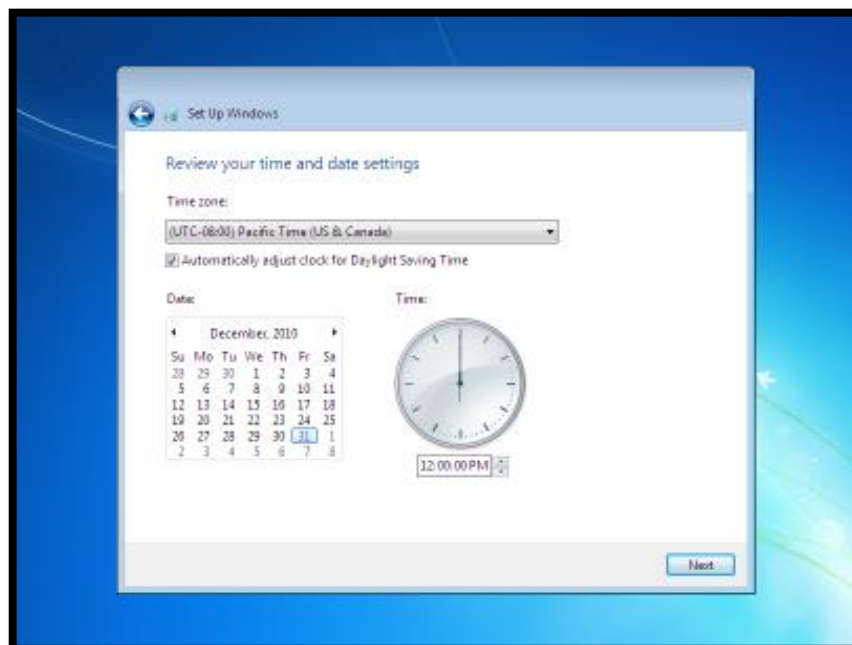 Set Up Windows
Review your time and date settings
Time zone:
(UTC-08:00) Pacific Time (US & Canada)
Automatically adjust clock for Daylight Saving Time
Date:
Time:
December, 2010
Su Mo Tu We Th Fr Sa
28 29 30 1 2 3 4
5 6 7 8 9 10 11
12 13 14 15 16 17 18
19 20 21 22 23 24 25
26 27 28 29 30 31 1
2 3 4 5 6 7 8
12:00:00 PM
Next